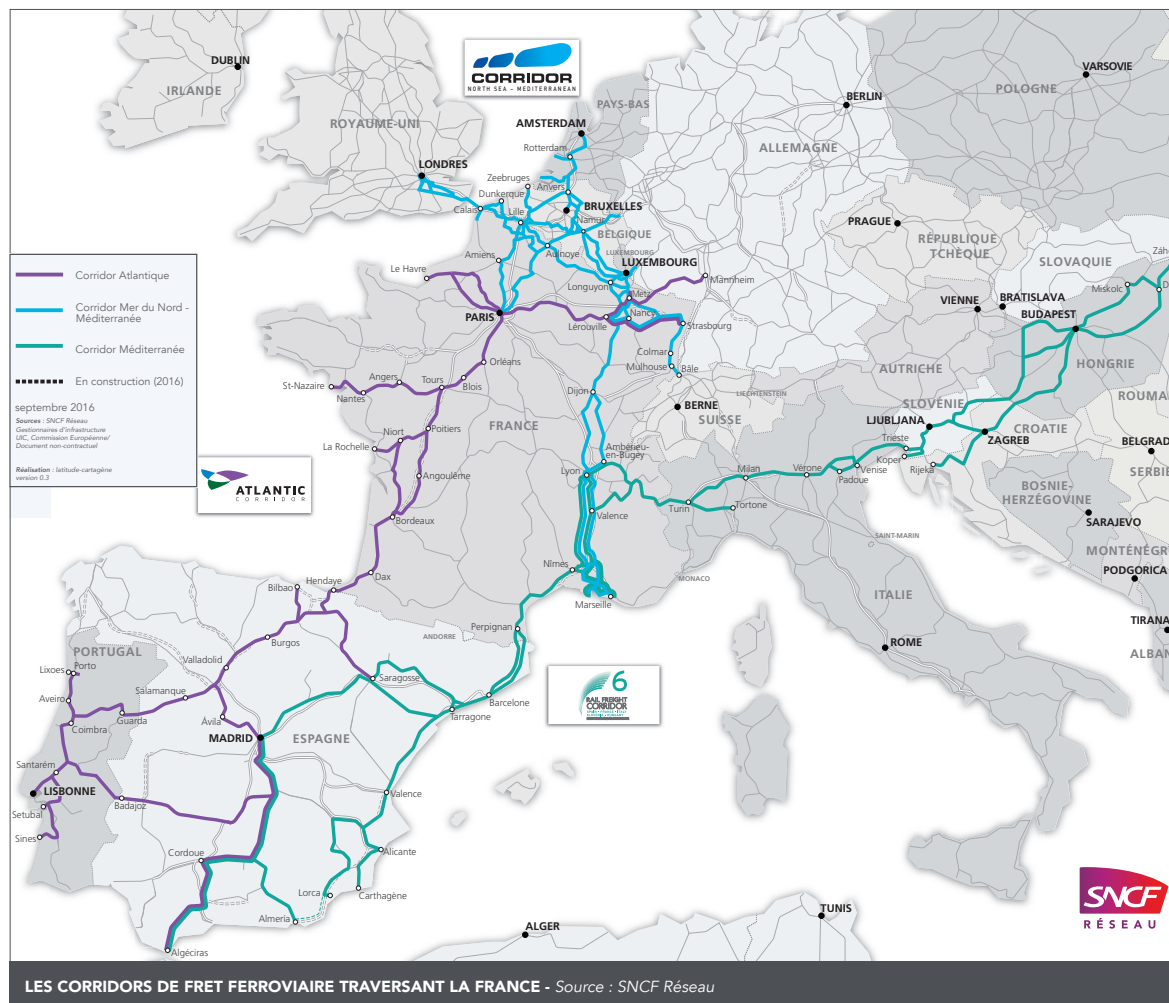 DUBLIN
IRLANDE
ROYAUME-UNI
LONDRES
CORRIDOR
NORTH SEA - MEDITERRANEAN
PAYS-BAS
AMSTERDAM
Rotterdam
Zeebruges
Anvers
Dunkerque
BRUXELLES
Calais
Lille
Namur
BELGIQUE
Aulnoye
Amiens
LUXEMBOURG
LUXEMBOURG
Longuyon
BERLIN
ALLEMAGNE
VARSOVIE
POLOGNE
PRAGUE
RÉPUBLIQUE
TCHÈQUE
SLOVAQUIE
Miskolc
VIENNE
BRATISLAVA
BUDAPEST
HONGRIE
AUTRICHE
SLOVÉNIE
LJUBLJANA
ZAGREB
CROATIE
ROUMA
BELGRAD
SERBIE
BOSNIE-
HERZÉGOVINE
SARAJEVO
MONTÉNÉGR
PODGORICA
TIRANA
ALBAN
Corridor Atlantique
Corridor Mer du Nord -
Méditerranée
Corridor Méditerranée
En construction (2016)
septembre 2016
Sources : SNCF Réseau
Gestionnaires d'infrastructure
UIC, Commission Européenne/
Document non-contractuel
Réalisation : latitude-cartagène
version 0.3
ATLANTIC
CORRIDOR
Le Havre
PARIS
Metz
Mannheim
Nancy
Lérouville
Strasbourg
Colmar
Mulhouse
Bâle
Orléans
Blois
Tours
Angers
St-Nazaire
Nantes
Dijon
BERNE
SUISSE
LIECHTENSTEIN
FRANCE
Niort
Poitiers
La Rochelle
Angoulême
Bordeaux
Ambérieu-
en-Bugey
Lyon
Valence
Turin
Milan
Tortone
Vérone
Padoue
Venise
Trieste
Koper
Rijeka
SAINT-MARIN
MONACO
ITALIE
ROME
Dax
Hendaye
Bilbao
Nîmes
Marseille
Perpignan
ANDORRE
Burgos
Valladolid
PORTUGAL
Lixoes
Porto
Salamanque
Aveiro
Guarda
Coimbra
Ávila
Saragosse
Barcelone
Tarragone
6
RAIL FREIGHT
CORRIDOR
MADRID
ESPAGNE
Santarém
LISBONNE
Setubal
Sines
Badajoz
Valence
Cordoue
Alicante
Lorca
Carthagène
Almería
Algéciras
ALGER
TUNIS
SNCF
RÉSEAU
LES CORRIDORS DE FRET FERROVIAIRE TRAVERSANT LA FRANCE - Source : SNCF Réseau